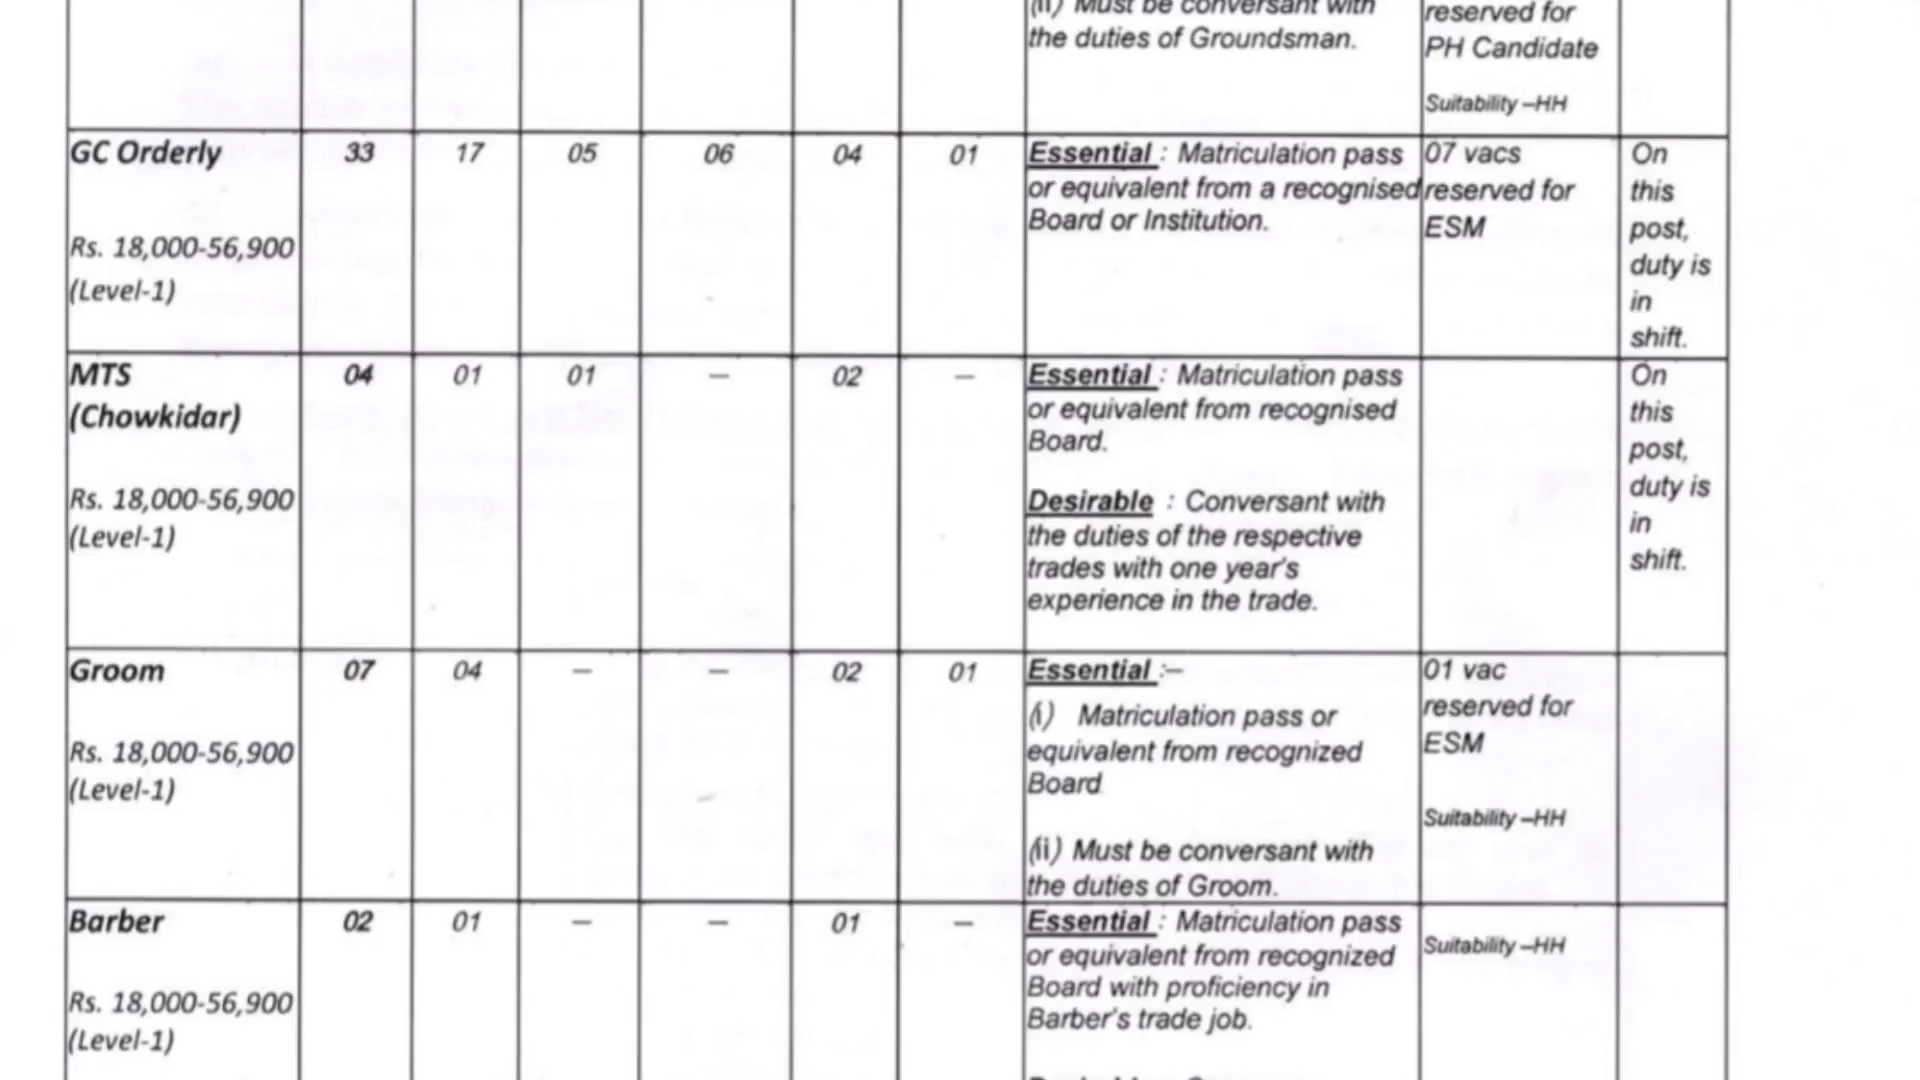 (ii) Must be conversant with
the duties of Groundsman.
reserved for
PH Candidate
Suitability –HH
GC Orderly
Rs. 18,000-56,900
(Level-1)
33
17
05
06
04
01
Essential : Matriculation pass
or equivalent from a recognised
Board or Institution.
07 vacs
reserved for
ESM
On
this
post,
duty is
in
shift.
MTS
(Chowkidar)
Rs. 18,000-56,900
(Level-1)
04
01
01
–
02
–
Essential : Matriculation pass
or equivalent from recognised
Board.
Desirable : Conversant with
the duties of the respective
trades with one year's
experience in the trade.
On
this
post,
duty is
in
shift.
Groom
Rs. 18,000-56,900
(Level-1)
07
04
–
–
02
01
Essential :–
(i) Matriculation pass or
equivalent from recognized
Board
(ii) Must be conversant with
the duties of Groom.
01 vac
reserved for
ESM
Suitability –HH
Barber
Rs. 18,000-56,900
(Level-1)
02
01
–
–
01
–
Essential : Matriculation pass
or equivalent from recognized
Board with proficiency in
Barber's trade job.
Suitability –HH